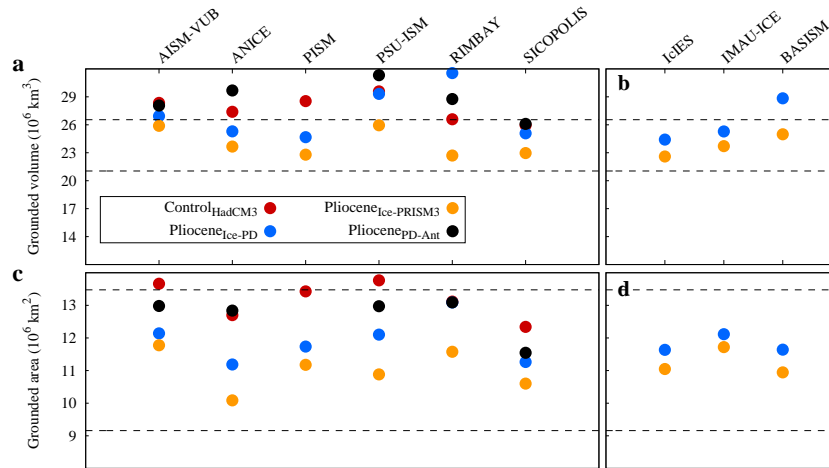 AISM-VUB ANICE PISM PSU-ISM RIMBAY SICOPOLIS IcIES IMAU-ICE BASISM
a b
Grounded volume (10⁶ km³)
29
26
23
20
17
14
Control_HadCM3 Pliocene_Ice-PRISM3
Pliocene_Ice-PD Pliocene_PD-Ant
c d
Grounded area (10⁶ km²)
13
12
11
10
9